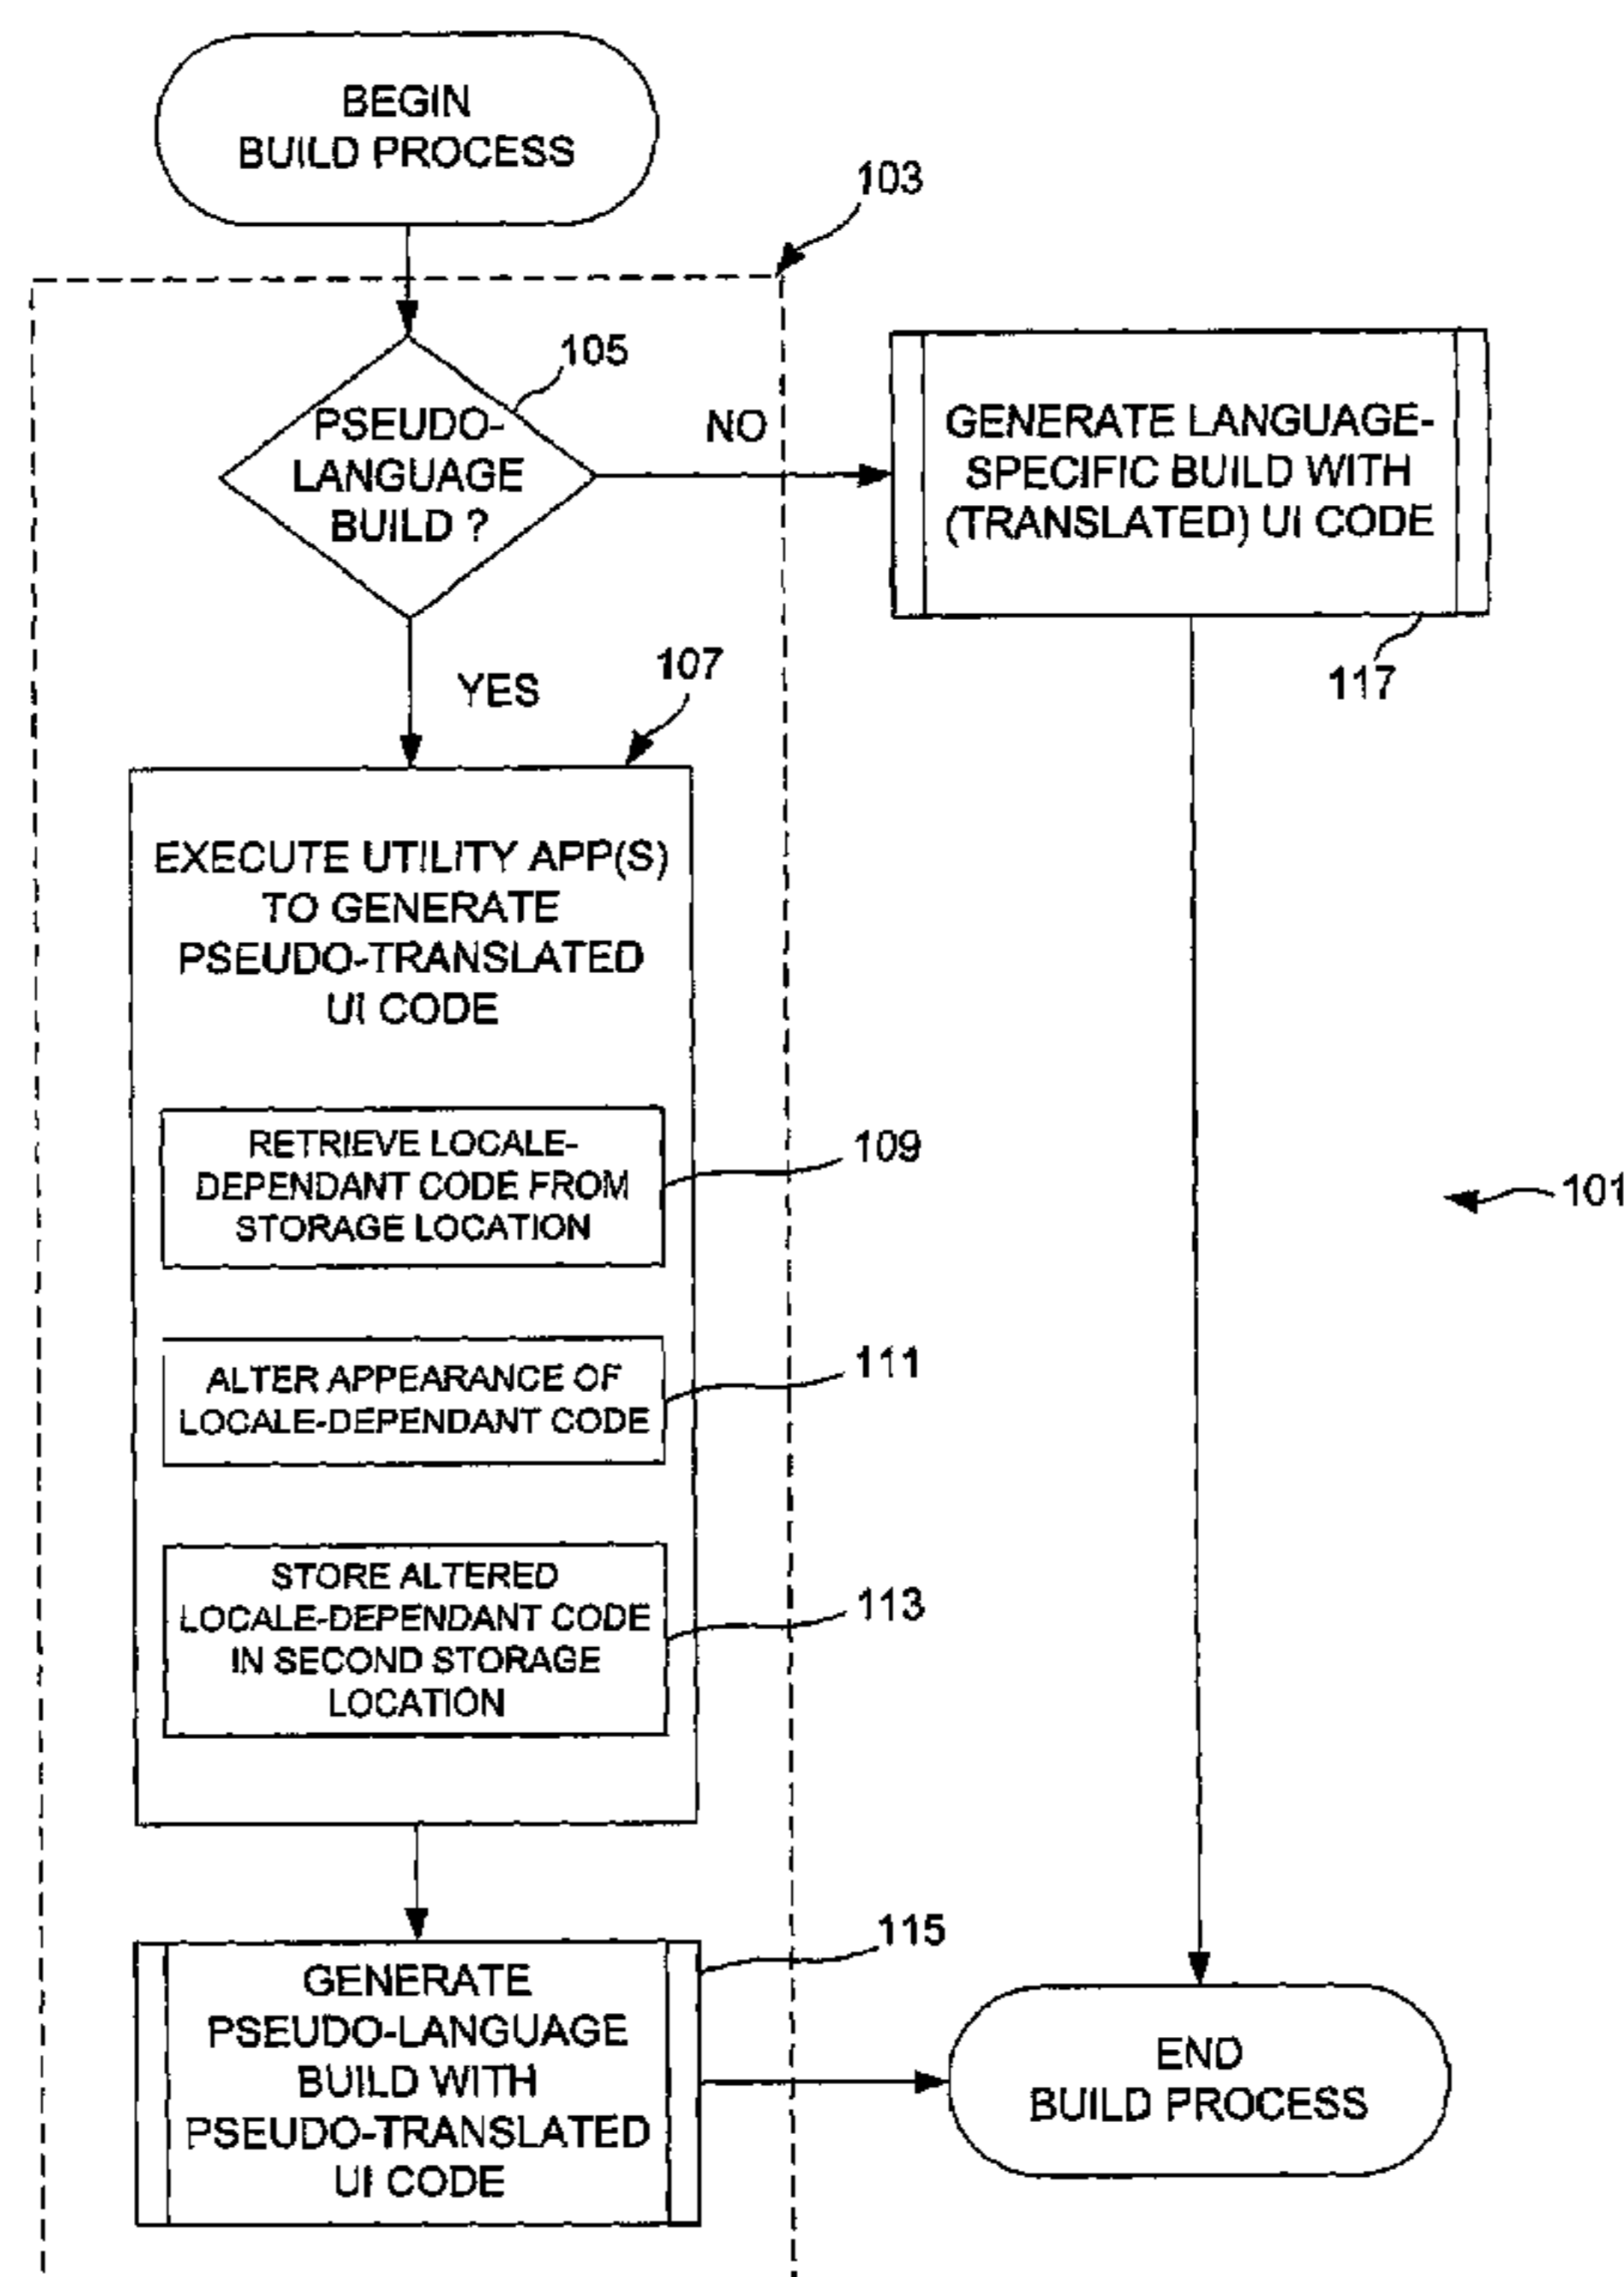 BEGIN
BUILD PROCESS
103
105
PSEUDO-
LANGUAGE
BUILD ?
NO
GENERATE LANGUAGE-
SPECIFIC BUILD WITH
(TRANSLATED) UI CODE
117
YES
107
EXECUTE UTILITY APP(S)
TO GENERATE
PSEUDO-TRANSLATED
UI CODE
RETRIEVE LOCALE-
DEPENDANT CODE FROM
STORAGE LOCATION
109
101
ALTER APPEARANCE OF
LOCALE-DEPENDANT CODE
111
STORE ALTERED
LOCALE-DEPENDANT CODE
IN SECOND STORAGE
LOCATION
113
115
GENERATE
PSEUDO-LANGUAGE
BUILD WITH
PSEUDO-TRANSLATED
UI CODE
END
BUILD PROCESS